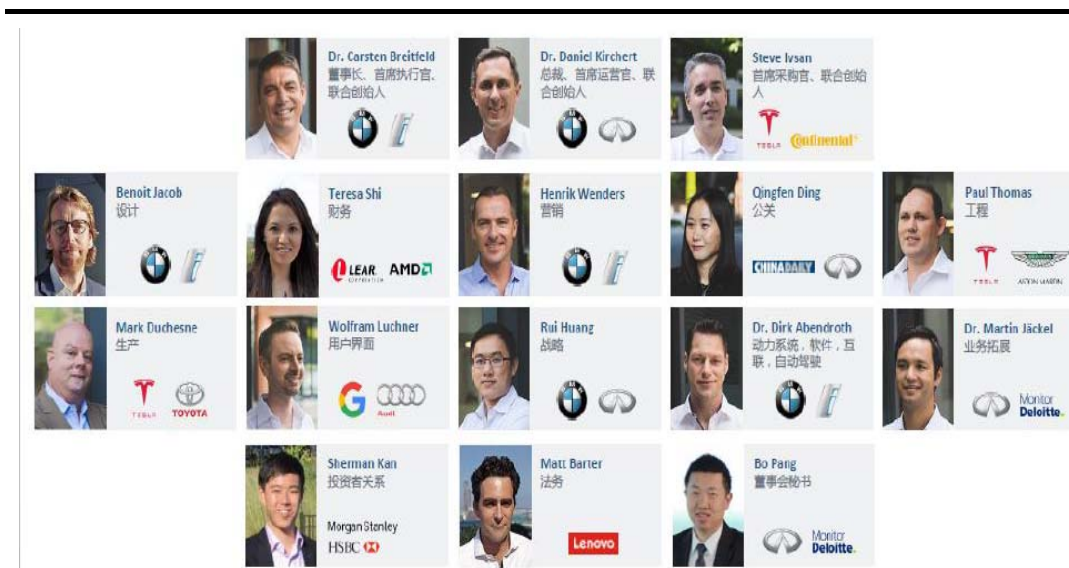 Dr. Carsten Breitfeld
董事长、首席执行官、
联合创始人
Dr. Daniel Kirchert
总裁、首席运营官、联
合创始人
Steve Ivsan
首席采购官、联合创始
人
TESLA
Continental
Benoit Jacob
设计
Teresa Shi
财务
LEAR
CORPORATION
AMD
Henrik Wenders
营销
Qingfen Ding
公关
CHINADAILY
Paul Thomas
工程
TESLA
ASTON MARTIN
Mark Duchesne
生产
TESLA
TOYOTA
Wolfram Luchner
用户界面
G
Audi
Rui Huang
战略
Dr. Dirk Abendroth
动力系统，软件，互
联，自动驾驶
Dr. Martin Jäckel
业务拓展
Monitor
Deloitte.
Sherman Kan
投资者关系
Morgan Stanley
HSBC
Matt Barter
法务
Lenovo
Bo Pang
董事会秘书
Monitor
Deloitte.